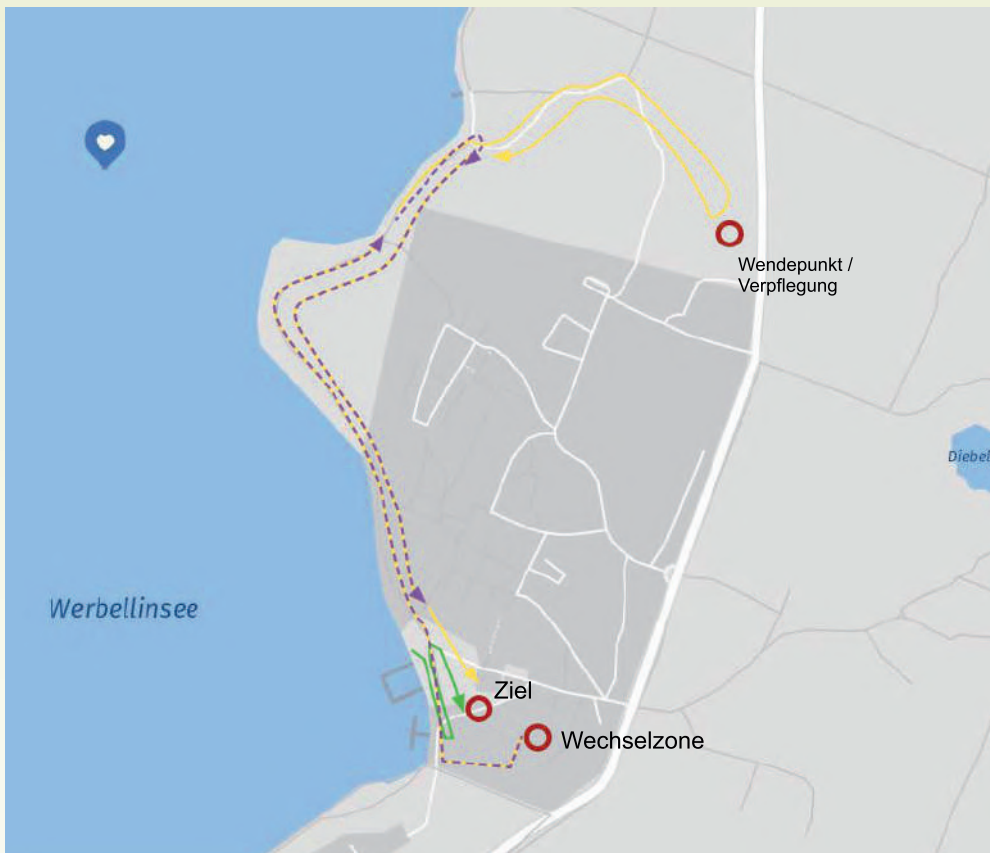 Wendepunkt /
Verpflegung
Diebel
Werbellinsee
Ziel
Wechselzone